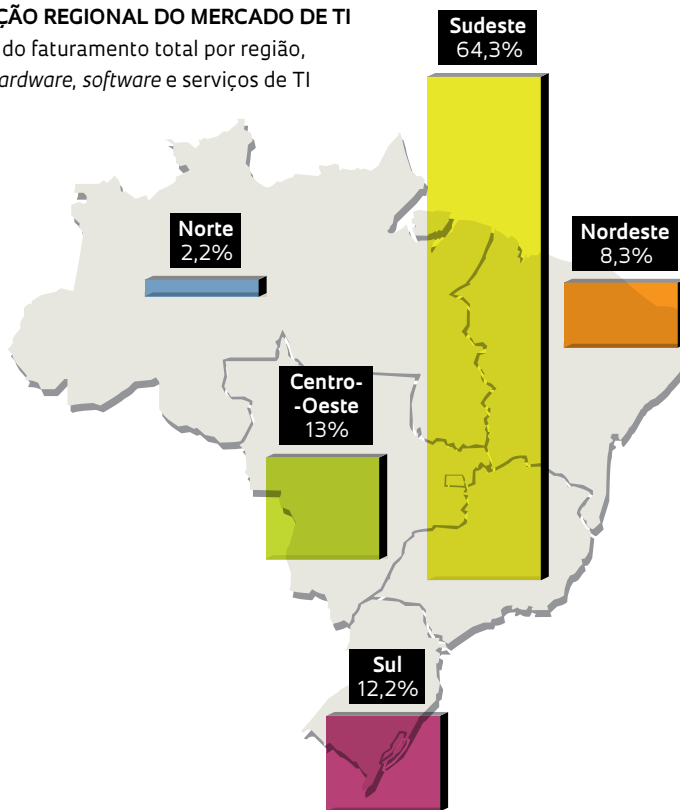 ÇÃO REGIONAL DO MERCADO DE TI
do faturamento total por região,
ardware, software e serviços de TI
Sudeste
64,3%
Norte
2,2%
Nordeste
8,3%
Centro-
-Oeste
13%
Sul
12,2%